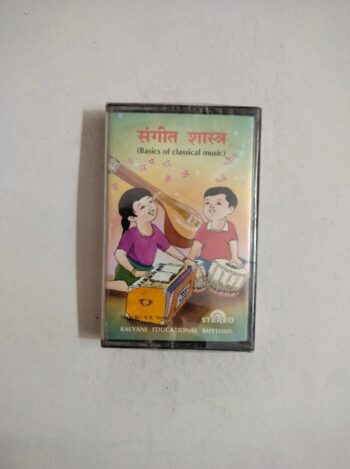 संगीत शास्त्र
(Basics of classical music)
STEREO
KALYANI EDUCATIONAL RHYTHMS